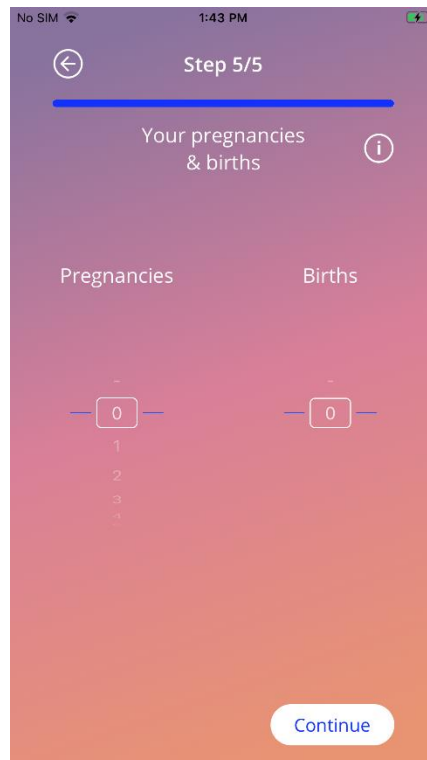 No SIM 1:43 PM
Step 5/5
Your pregnancies
& births
i
Pregnancies Births
- -
0 0
1
2
3
Continue